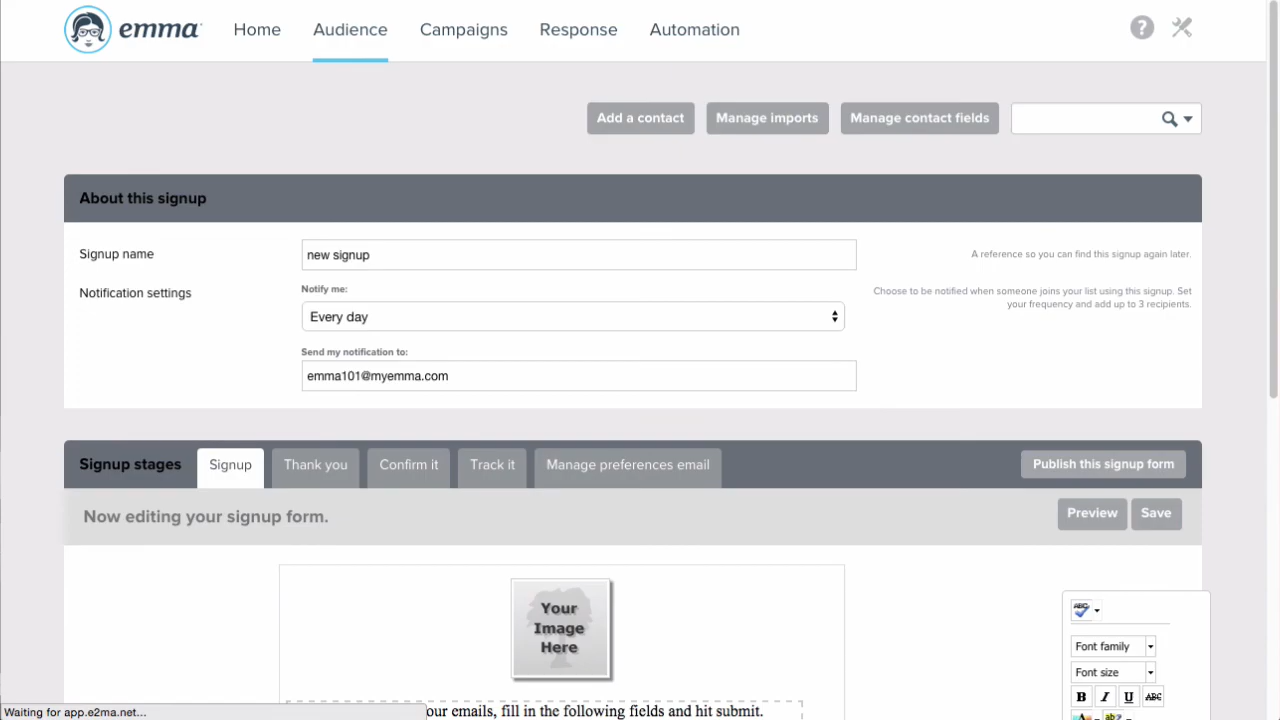 emma Home Audience Campaigns Response Automation
?
Add a contact Manage imports Manage contact fields
About this signup
Signup name new signup A reference so you can find this signup again later.
Notification settings Notify me: Choose to be notified when someone joins your list using this signup. Set
your frequency and add up to 3 recipients.
Every day
Send my notification to:
emma101@myemma.com
Signup stages Signup Thank you Confirm it Track it Manage preferences email Publish this signup form
Now editing your signup form. Preview Save
Your
Image
Here
ABC
Font family
Font size
B I U ABC
A ab
our emails, fill in the following fields and hit submit.
Waiting for app.e2ma.net...